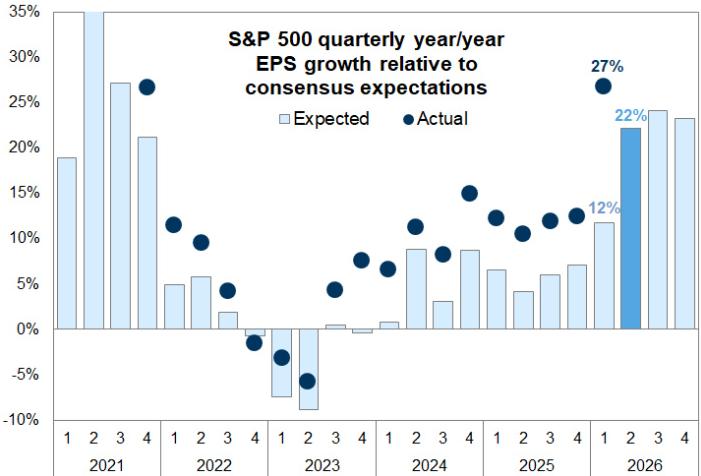 S&P 500 quarterly year/year
EPS growth relative to
consensus expectations
Expected Actual
35%
30%
25%
20%
15%
10%
5%
0%
-5%
-10%
27%
22%
12%
1 2 3 4 1 2 3 4 1 2 3 4 1 2 3 4 1 2 3 4 1 2 3 4
2021 2022 2023 2024 2025 2026